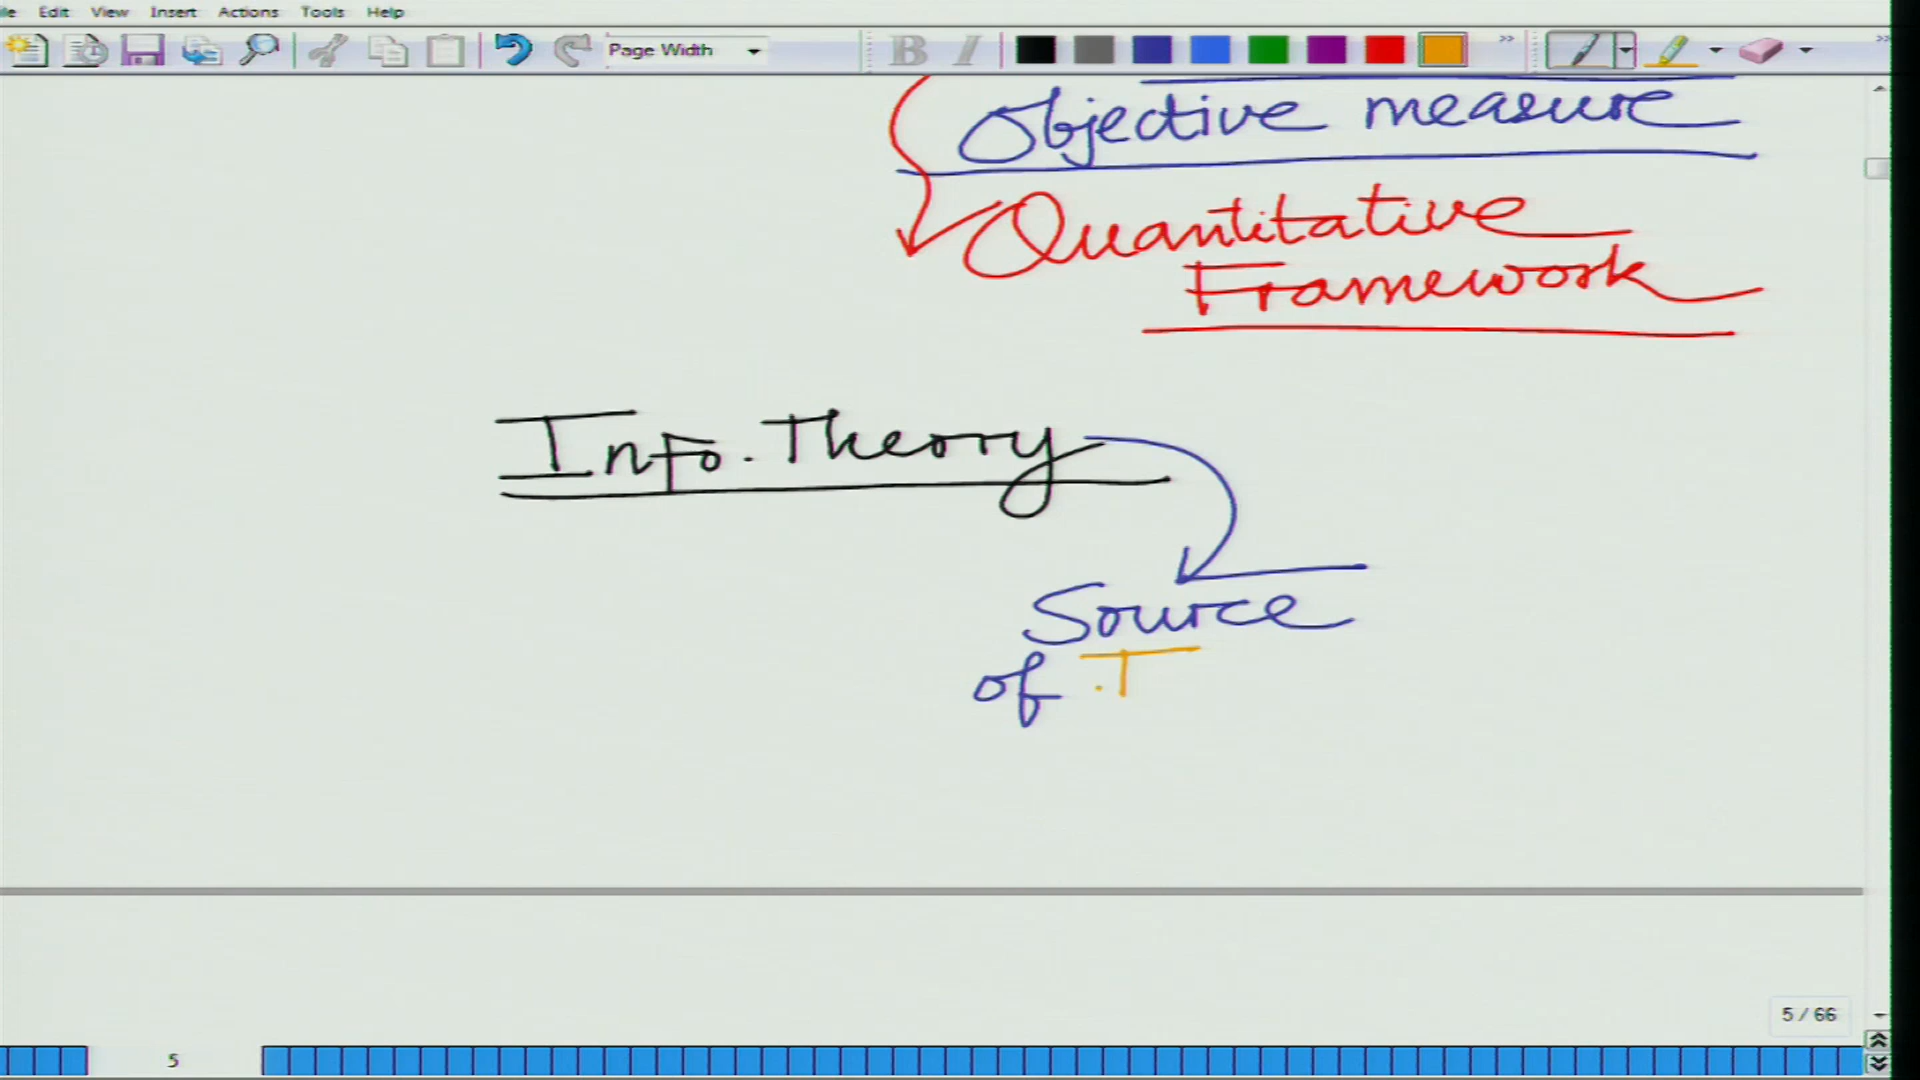 Edit View Insert Actions Tools Help
Page Width
B I
Objective measure
Quantitative
Framework
Info. Theory
Source
of I
5 / 66
5